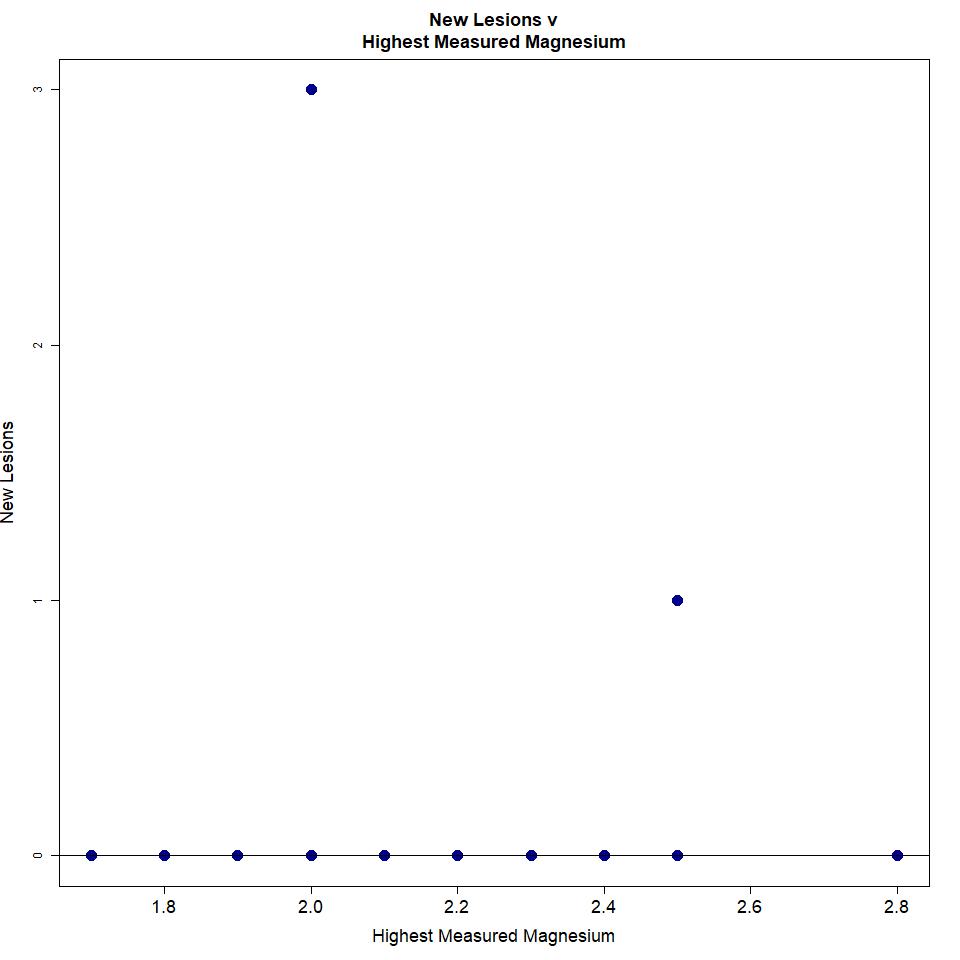 New Lesions v
Highest Measured Magnesium
3
2
1
0
New Lesions
1.8 2.0 2.2 2.4 2.6 2.8
Highest Measured Magnesium